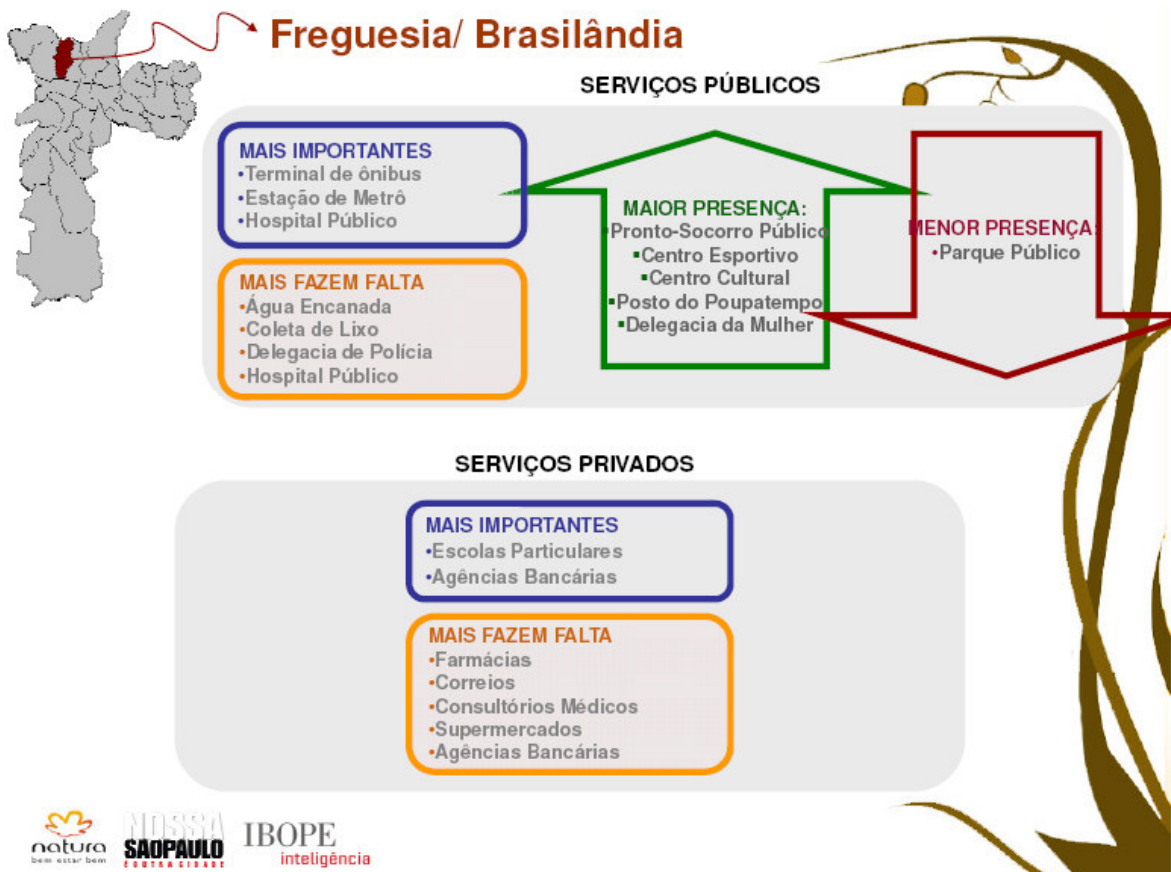 Freguesia/ Brasilândia
SERVIÇOS PÚBLICOS
MAIS IMPORTANTES
•Terminal de ônibus
•Estação de Metrô
•Hospital Público
MAIS FAZEM FALTA
•Água Encanada
•Coleta de Lixo
•Delegacia de Polícia
•Hospital Público
MAIOR PRESENÇA:
▪Pronto-Socorro Público
▪Centro Esportivo
▪Centro Cultural
▪Posto do Poupatempo
▪Delegacia da Mulher
MENOR PRESENÇA:
•Parque Público
SERVIÇOS PRIVADOS
MAIS IMPORTANTES
•Escolas Particulares
•Agências Bancárias
MAIS FAZEM FALTA
•Farmácias
•Correios
•Consultórios Médicos
•Supermercados
•Agências Bancárias
natura
bem estar bem
NOSSA
SAOPAULO
É OUTRA CIDADE
IBOPE
inteligência